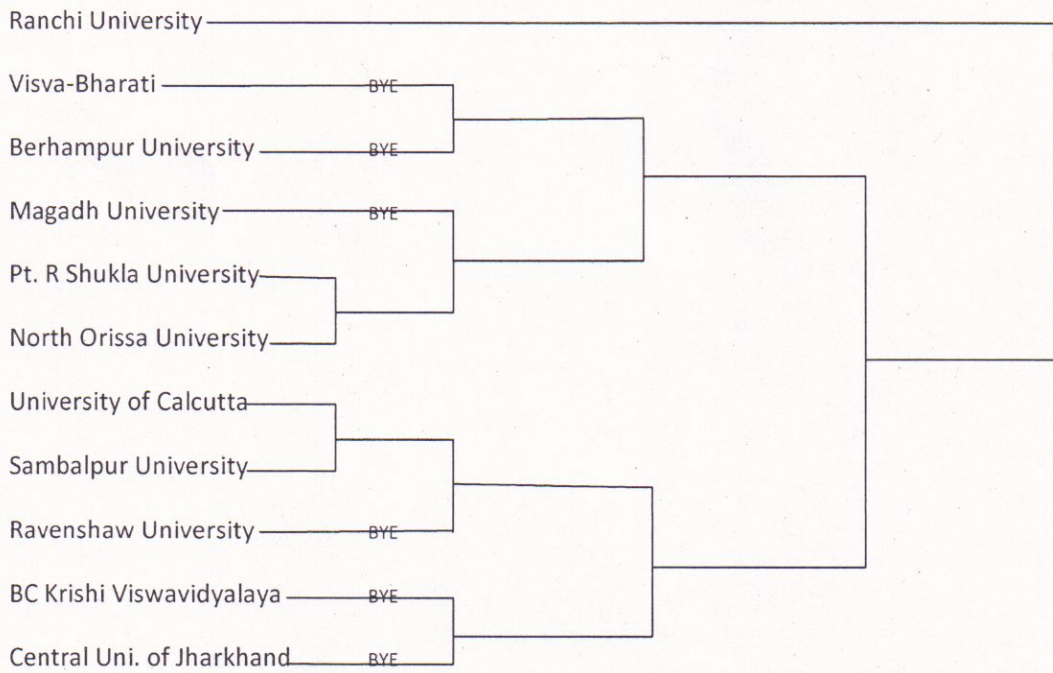 Ranchi University
Visva-Bharati BYE
Berhampur University BYE
Magadh University BYE
Pt. R Shukla University
North Orissa University
University of Calcutta
Sambalpur University
Ravenshaw University BYE
BC Krishi Viswavidyalaya BYE
Central Uni. of Jharkhand BYE